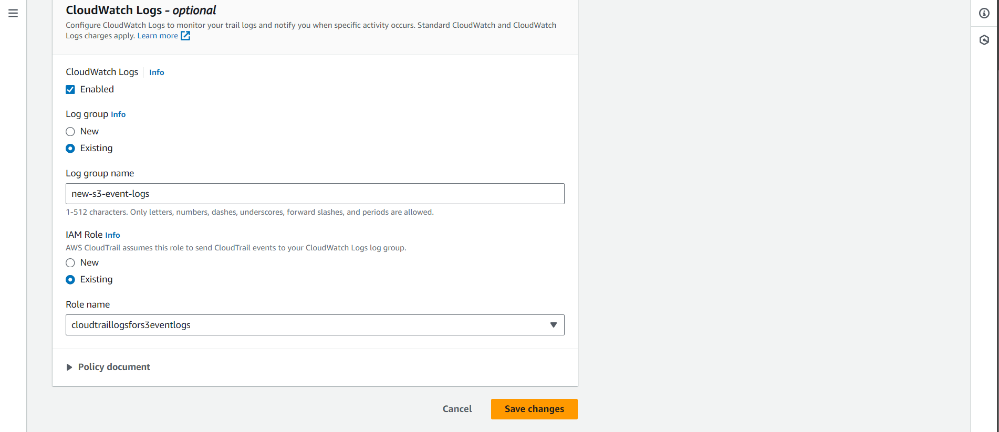 CloudWatch Logs - optional
Configure CloudWatch Logs to monitor your trail logs and notify you when specific activity occurs. Standard CloudWatch and CloudWatch
Logs charges apply. Learn more
CloudWatch Logs Info
Enabled
Log group Info
New
Existing
Log group name
new-s3-event-logs
1-512 characters. Only letters, numbers, dashes, underscores, forward slashes, and periods are allowed.
IAM Role Info
AWS CloudTrail assumes this role to send CloudTrail events to your CloudWatch Logs log group.
New
Existing
Role name
cloudtraillogsfors3eventlogs
Policy document
Cancel Save changes